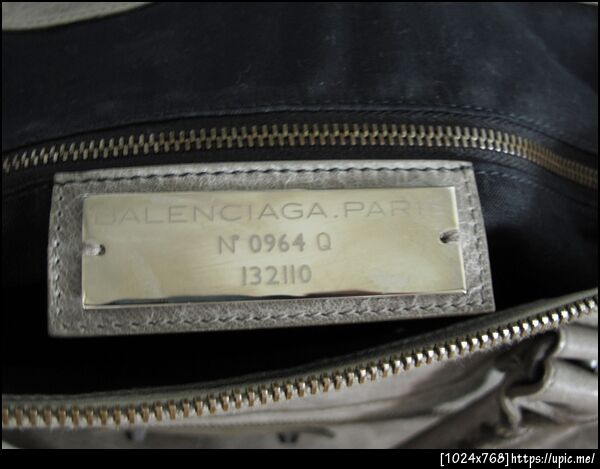 BALENCIAGA.PARIS
N° 0964 Q
132110
[1024x768]https://upic.me/